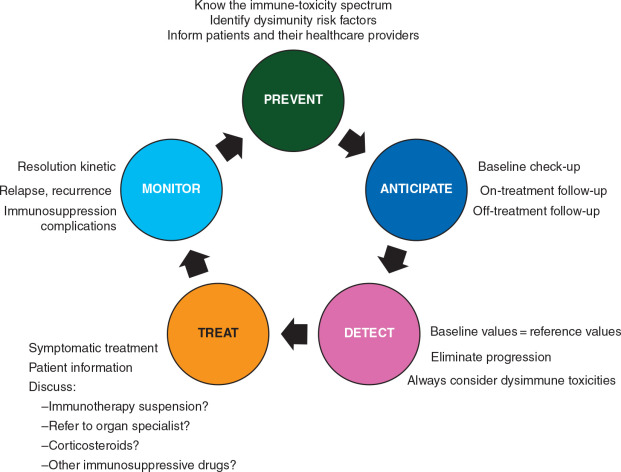 Know the immune-toxicity spectrum
Identify dysimunity risk factors
Inform patients and their healthcare providers
PREVENT
ANTICIPATE
Baseline check-up
On-treatment follow-up
Off-treatment follow-up
DETECT
Baseline values = reference values
Eliminate progression
Always consider dysimmune toxicities
TREAT
Symptomatic treatment
Patient information
Discuss:
–Immunotherapy suspension?
–Refer to organ specialist?
–Corticosteroids?
–Other immunosuppressive drugs?
MONITOR
Resolution kinetic
Relapse, recurrence
Immunosuppression
complications